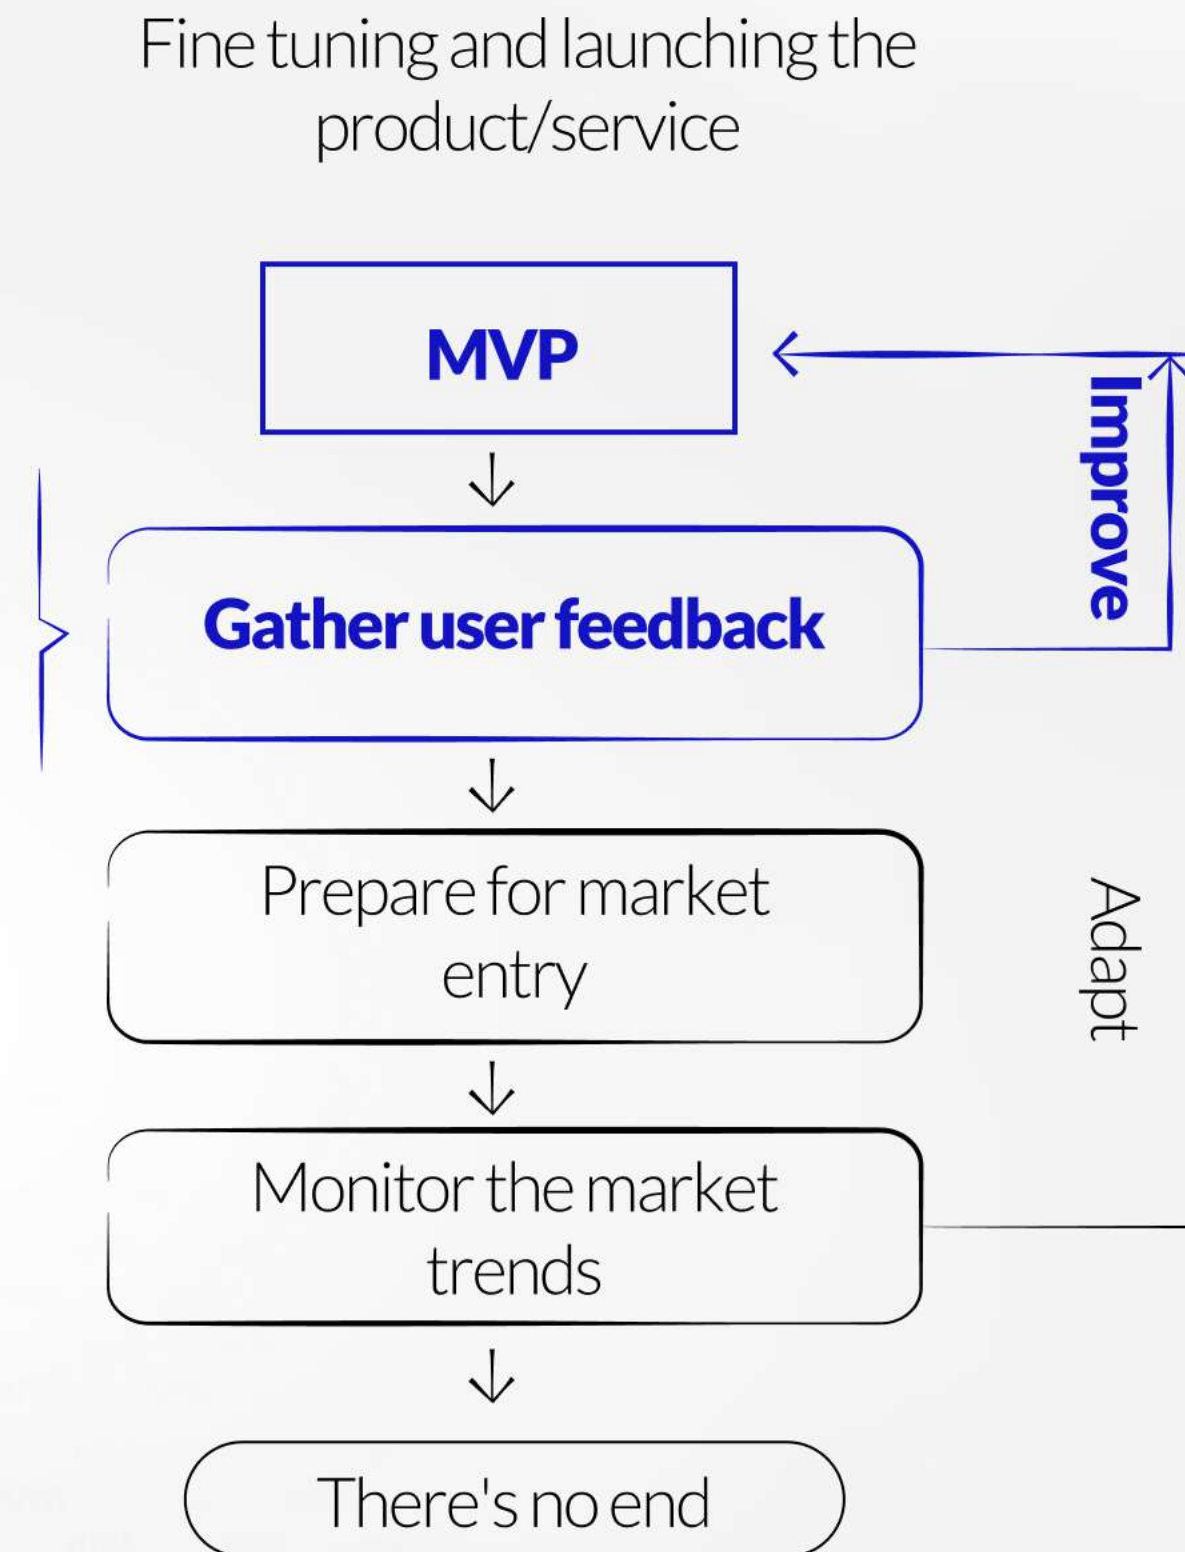 Fine tuning and launching the
product/service
MVP
Improve
Gather user feedback
Prepare for market
entry
Adapt
Monitor the market
trends
There's no end